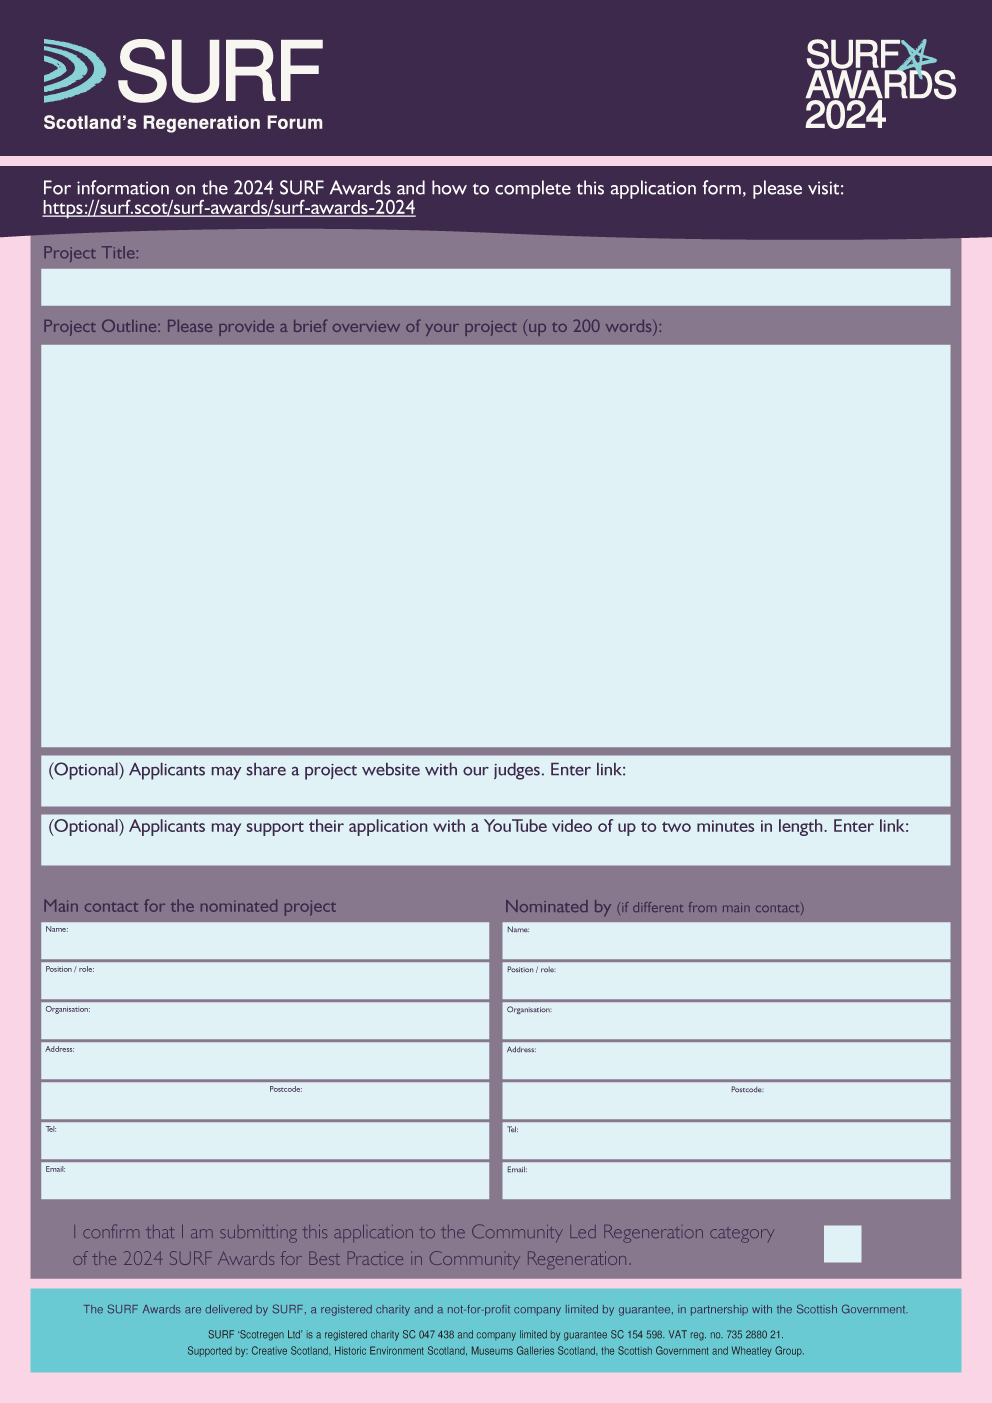 SURF
Scotland's Regeneration Forum
SURF
AWARDS
2024
For information on the 2024 SURF Awards and how to complete this application form, please visit:
https://surf.scot/surf-awards/surf-awards-2024
Project Title:
Project Outline: Please provide a brief overview of your project (up to 200 words):
(Optional) Applicants may share a project website with our judges. Enter link:
(Optional) Applicants may support their application with a YouTube video of up to two minutes in length. Enter link:
Main contact for the nominated project
Name:
Position / role:
Organisation:
Address:
Postcode:
Tel:
Email:
Nominated by (if different from main contact)
Name:
Position / role:
Organisation:
Address:
Postcode:
Tel:
Email:
I confirm that I am submitting this application to the Community Led Regeneration category
of the 2024 SURF Awards for Best Practice in Community Regeneration.
The SURF Awards are delivered by SURF, a registered charity and a not-for-profit company limited by guarantee, in partnership with the Scottish Government.
SURF 'Scotregen Ltd' is a registered charity SC 047 438 and company limited by guarantee SC 154 598. VAT reg. no. 735 2880 21.
Supported by: Creative Scotland, Historic Environment Scotland, Museums Galleries Scotland, the Scottish Government and Wheatley Group.